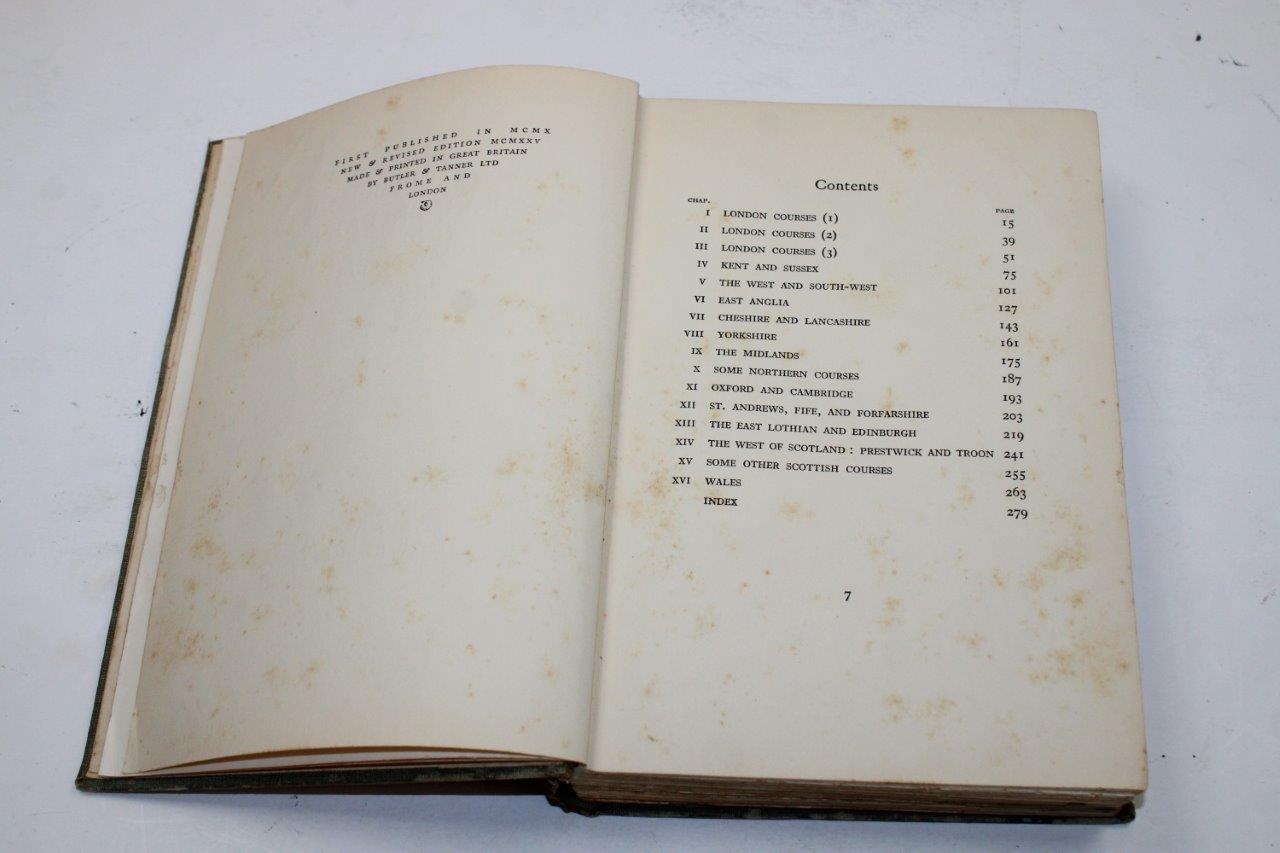 FIRST PUBLISHED IN MCMX
NEW & REVISED EDITION MCMXXV
MADE & PRINTED IN GREAT BRITAIN
BY BUTLER & TANNER LTD
FROME AND
LONDON
Contents
CHAP. PAGE
I LONDON COURSES (1) 15
II LONDON COURSES (2) 39
III LONDON COURSES (3) 51
IV KENT AND SUSSEX 75
V THE WEST AND SOUTH-WEST 101
VI EAST ANGLIA 127
VII CHESHIRE AND LANCASHIRE 143
VIII YORKSHIRE 161
IX THE MIDLANDS 175
X SOME NORTHERN COURSES 187
XI OXFORD AND CAMBRIDGE 193
XII ST. ANDREWS, FIFE, AND FORFARSHIRE 203
XIII THE EAST LOTHIAN AND EDINBURGH 219
XIV THE WEST OF SCOTLAND : PRESTWICK AND TROON 241
XV SOME OTHER SCOTTISH COURSES 255
XVI WALES 263
INDEX 279
7